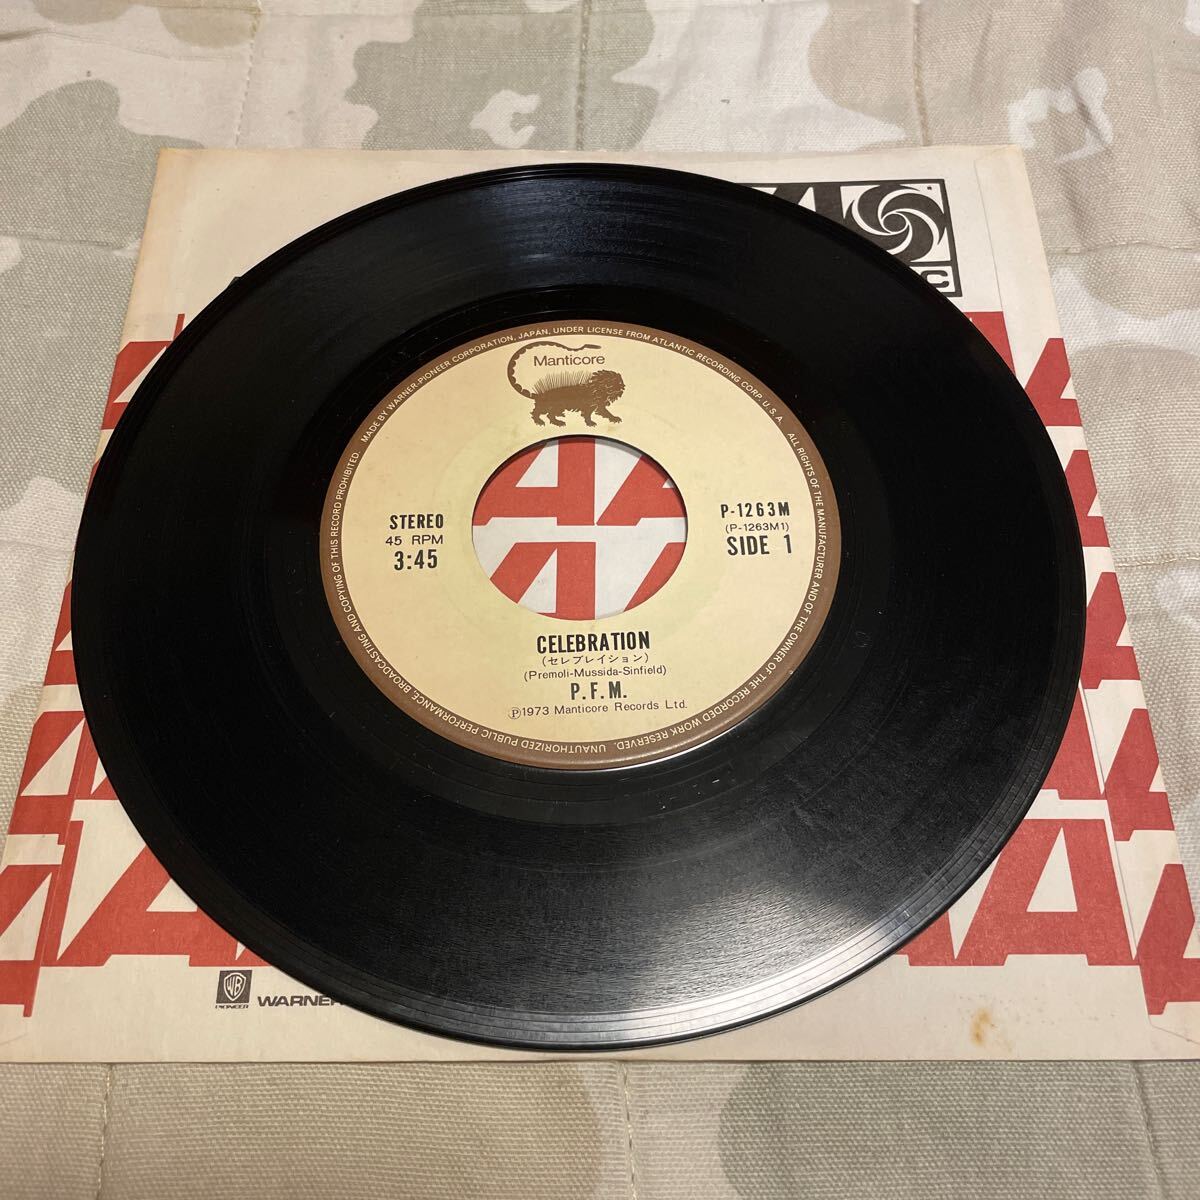 C
MADE BY WARNER-PIONEER CORPORATION, JAPAN, UNDER LICENSE FROM ATLANTIC RECORDING CORP. U.S.A. ALL RIGHTS OF THE MANUFACTURER AND OF THE OWNER OF THE RECORDED WORK RESERVED. UNAUTHORIZED PUBLIC PERFORMANCE, BROADCASTING AND COPYING OF THIS RECORD PROHIBITED.
Manticore
STEREO
45 RPM
3:45
P-1263M
(P-1263M1)
SIDE 1
CELEBRATION
(セレブレイション)
(Premoli-Mussida-Sinfield)
P.F.M.
Ⓟ1973 Manticore Records Ltd.
WB
PIONEER
WARNER